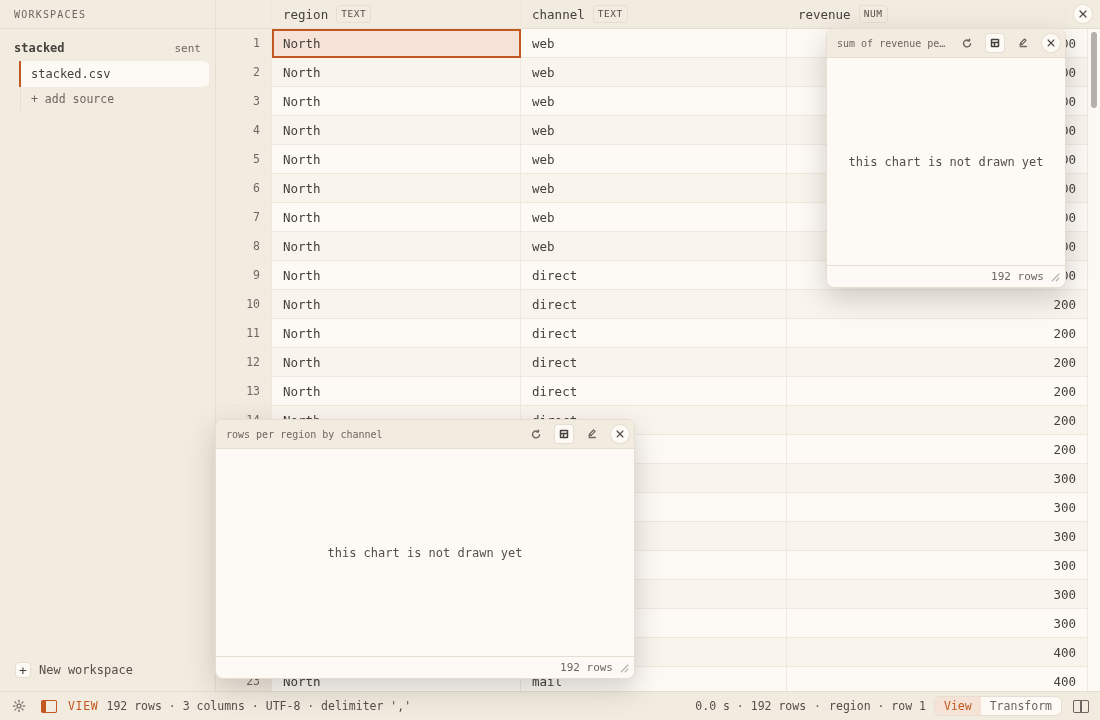 WORKSPACES
region TEXT channel TEXT revenue NUM
stacked sent
stacked.csv
+ add source
1 North web
2 North web
3 North web
4 North web
5 North web
6 North web
7 North web
8 North web
9 North direct
10 North direct 200
11 North direct 200
12 North direct 200
13 North direct 200
14 North direct 200
200
300
300
300
300
300
300
400
23 North mail 400
sum of revenue pe…
this chart is not drawn yet
192 rows
rows per region by channel
this chart is not drawn yet
192 rows
+ New workspace
VIEW 192 rows · 3 columns · UTF-8 · delimiter ','
0.0 s · 192 rows · region · row 1 View Transform